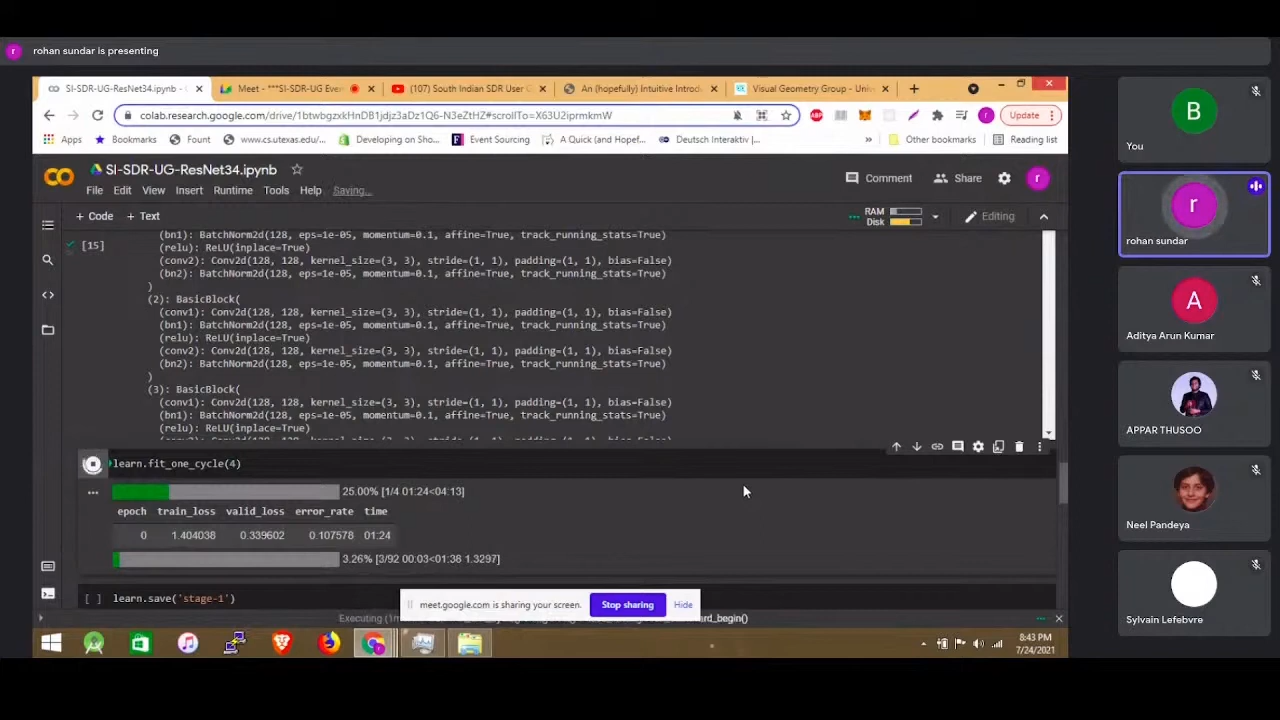 r
rohan sundar is presenting
SI-SDR-UG-ResNet34.ipynb -
Meet - ***SI-SDR-UG Even
(107) South Indian SDR User G
An (hopefully) Intuitive Introd
Visual Geometry Group - Univ
colab.research.google.com/drive/1btwbgzxkHnDB1jdjz3aDz1Q6-N3eZtHZ#scrollTo=X63U2iprmkmW
ABP
r
Update
Apps
Bookmarks
Fount
www.cs.utexas.edu/...
Developing on Sho...
Event Sourcing
A Quick (and Hopef...
Deutsch Interaktiv |...
»
Other bookmarks
Reading list
SI-SDR-UG-ResNet34.ipynb
Comment
Share
r
File Edit View Insert Runtime Tools Help Saving...
+ Code + Text
RAM
Disk
Editing
(bn1): BatchNorm2d(128, eps=1e-05, momentum=0.1, affine=True, track_running_stats=True)
[15]
(relu): ReLU(inplace=True)
(conv2): Conv2d(128, 128, kernel_size=(3, 3), stride=(1, 1), padding=(1, 1), bias=False)
(bn2): BatchNorm2d(128, eps=1e-05, momentum=0.1, affine=True, track_running_stats=True)
)
(2): BasicBlock(
(conv1): Conv2d(128, 128, kernel_size=(3, 3), stride=(1, 1), padding=(1, 1), bias=False)
(bn1): BatchNorm2d(128, eps=1e-05, momentum=0.1, affine=True, track_running_stats=True)
(relu): ReLU(inplace=True)
(conv2): Conv2d(128, 128, kernel_size=(3, 3), stride=(1, 1), padding=(1, 1), bias=False)
(bn2): BatchNorm2d(128, eps=1e-05, momentum=0.1, affine=True, track_running_stats=True)
)
(3): BasicBlock(
(conv1): Conv2d(128, 128, kernel_size=(3, 3), stride=(1, 1), padding=(1, 1), bias=False)
(bn1): BatchNorm2d(128, eps=1e-05, momentum=0.1, affine=True, track_running_stats=True)
(relu): ReLU(inplace=True)
learn.fit_one_cycle(4)
25.00% [1/4 01:24<04:13]
epoch train_loss valid_loss error_rate time
0 1.404038 0.339602 0.107578 01:24
3.26% [3/92 00:03<01:38 1.3297]
[ ] learn.save('stage-1')
meet.google.com is sharing your screen.
Stop sharing
Hide
Executing (1m
rd_begin()
8:43 PM
7/24/2021
B
You
r
rohan sundar
A
Aditya Arun Kumar
APPAR THUSOO
Neel Pandeya
Sylvain Lefebvre